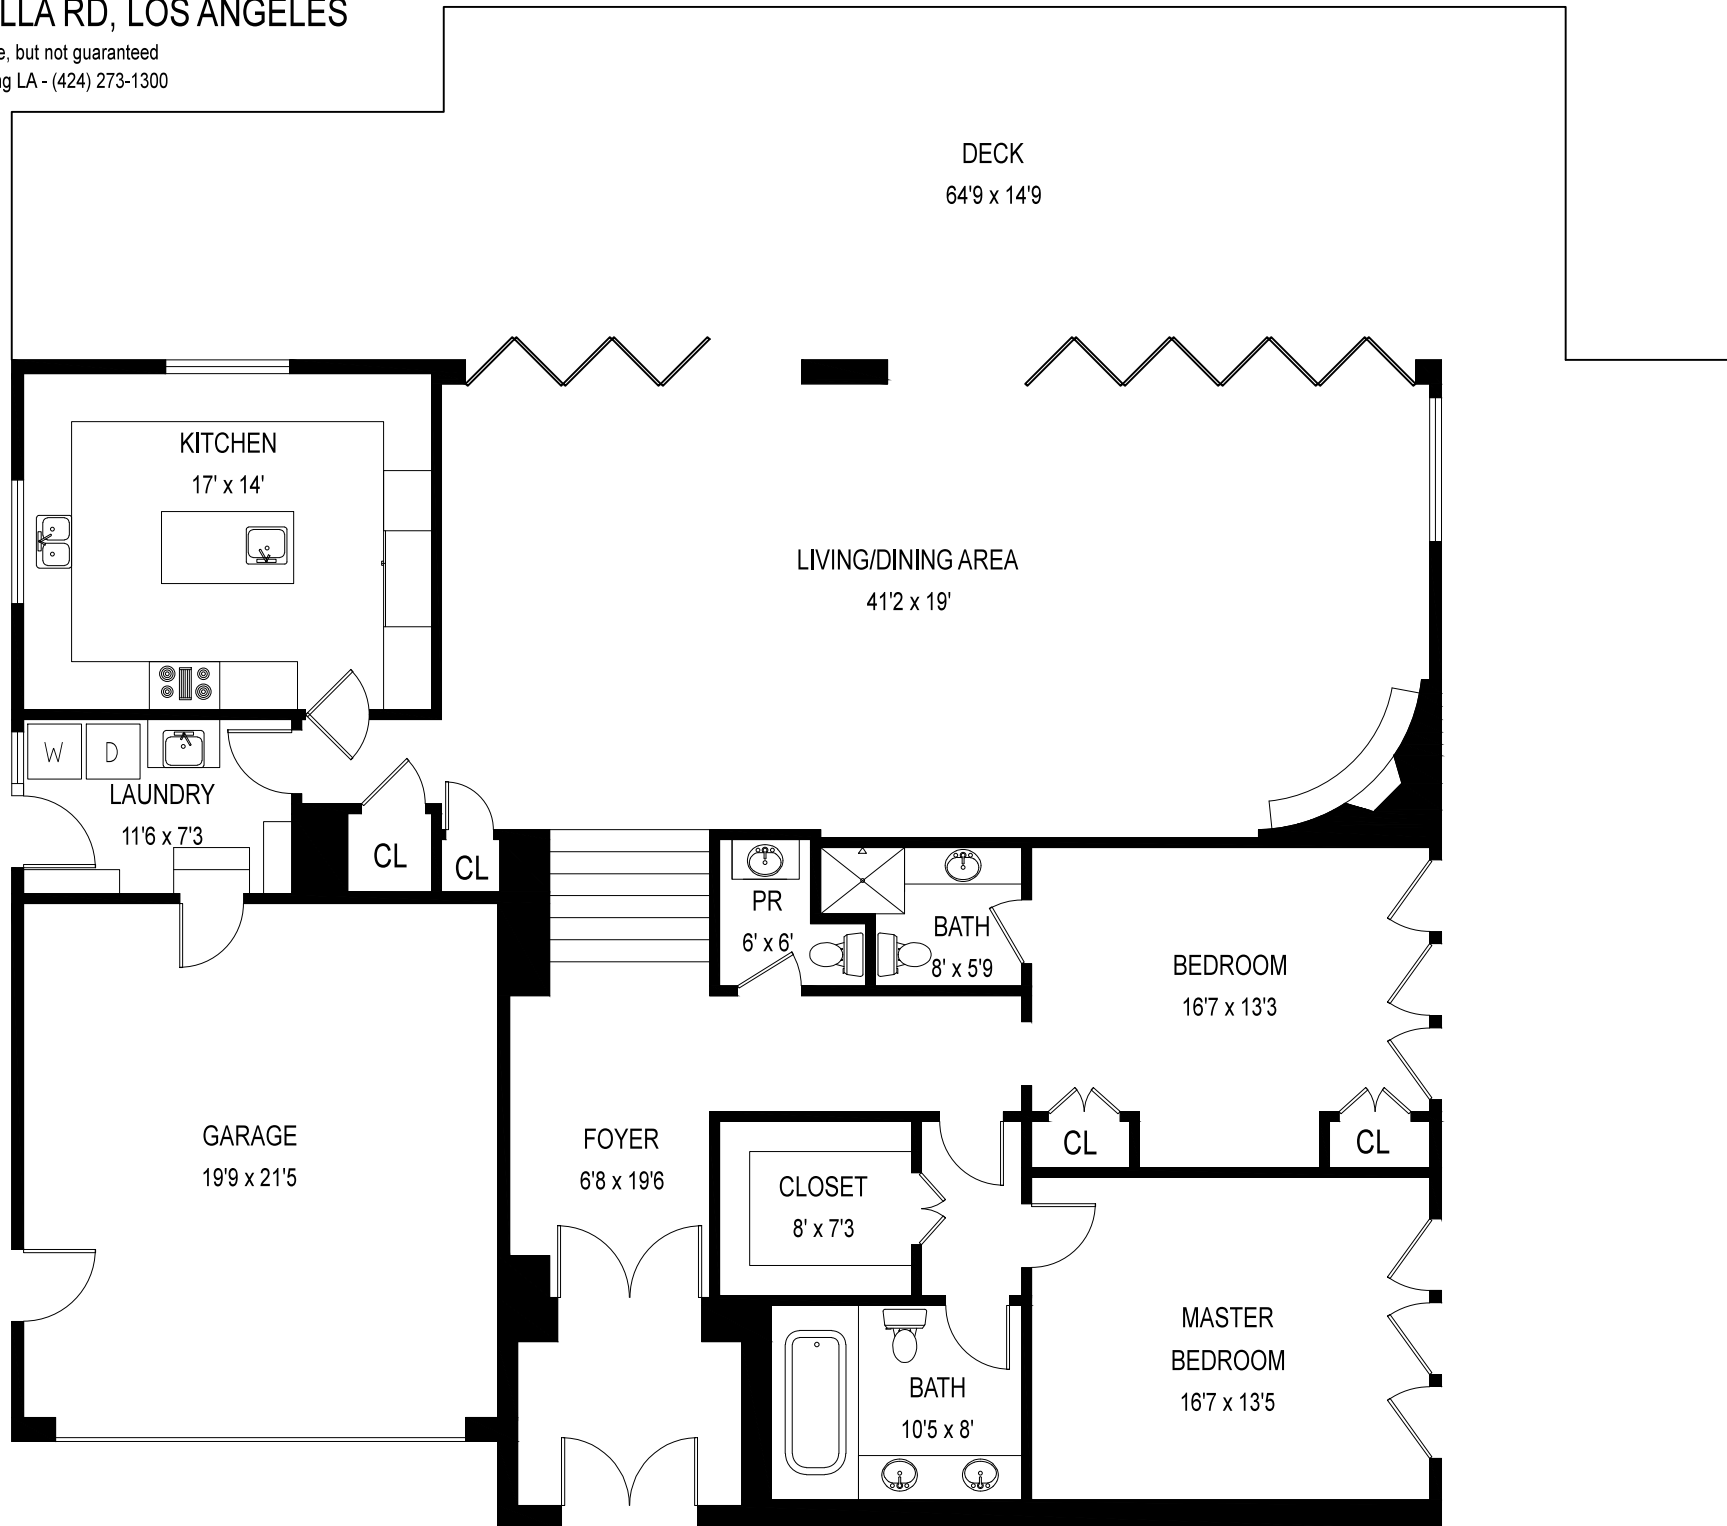 LLA RD, LOS ANGELES
e, but not guaranteed
ng LA - (424) 273-1300
DECK
64'9 x 14'9
KITCHEN
17' x 14'
LIVING/DINING AREA
41'2 x 19'
W D
LAUNDRY
11'6 x 7'3
CL
CL
PR
6' x 6'
BATH
8' x 5'9
BEDROOM
16'7 x 13'3
GARAGE
19'9 x 21'5
FOYER
6'8 x 19'6
CL
CL
CLOSET
8' x 7'3
MASTER
BEDROOM
16'7 x 13'5
BATH
10'5 x 8'